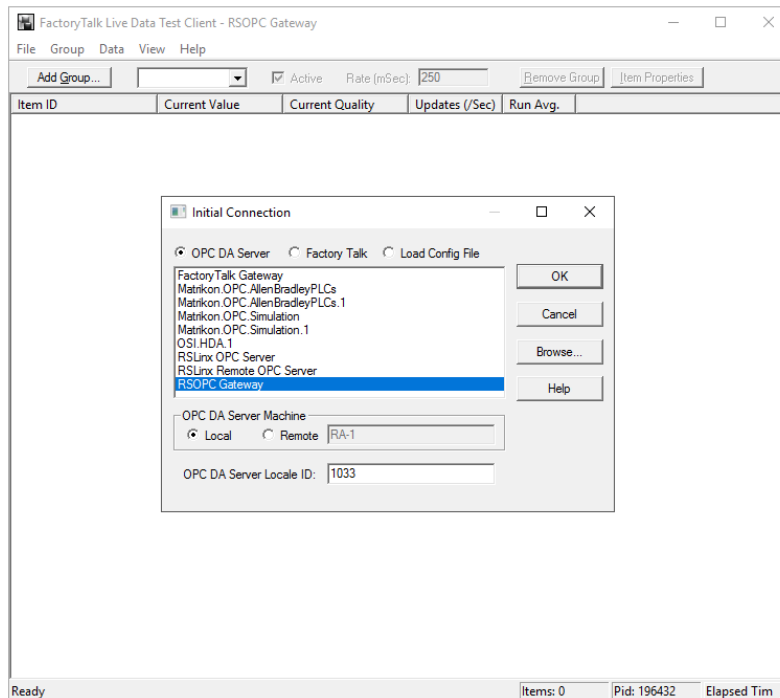 FactoryTalk Live Data Test Client - RSOPC Gateway
File Group Data View Help
Add Group... Active Rate (mSec): 250 Remove Group Item Properties
Item ID Current Value Current Quality Updates (/Sec) Run Avg.
Initial Connection
OPC DA Server Factory Talk Load Config File
FactoryTalk Gateway
Matrikon.OPC.AllenBradleyPLCs
Matrikon.OPC.AllenBradleyPLCs.1
Matrikon.OPC.Simulation
Matrikon.OPC.Simulation.1
OSI.HDA.1
RSLinx OPC Server
RSLinx Remote OPC Server
RSOPC Gateway
OK
Cancel
Browse...
Help
OPC DA Server Machine
Local Remote RA-1
OPC DA Server Locale ID: 1033
Ready Items: 0 Pid: 196432 Elapsed Tim